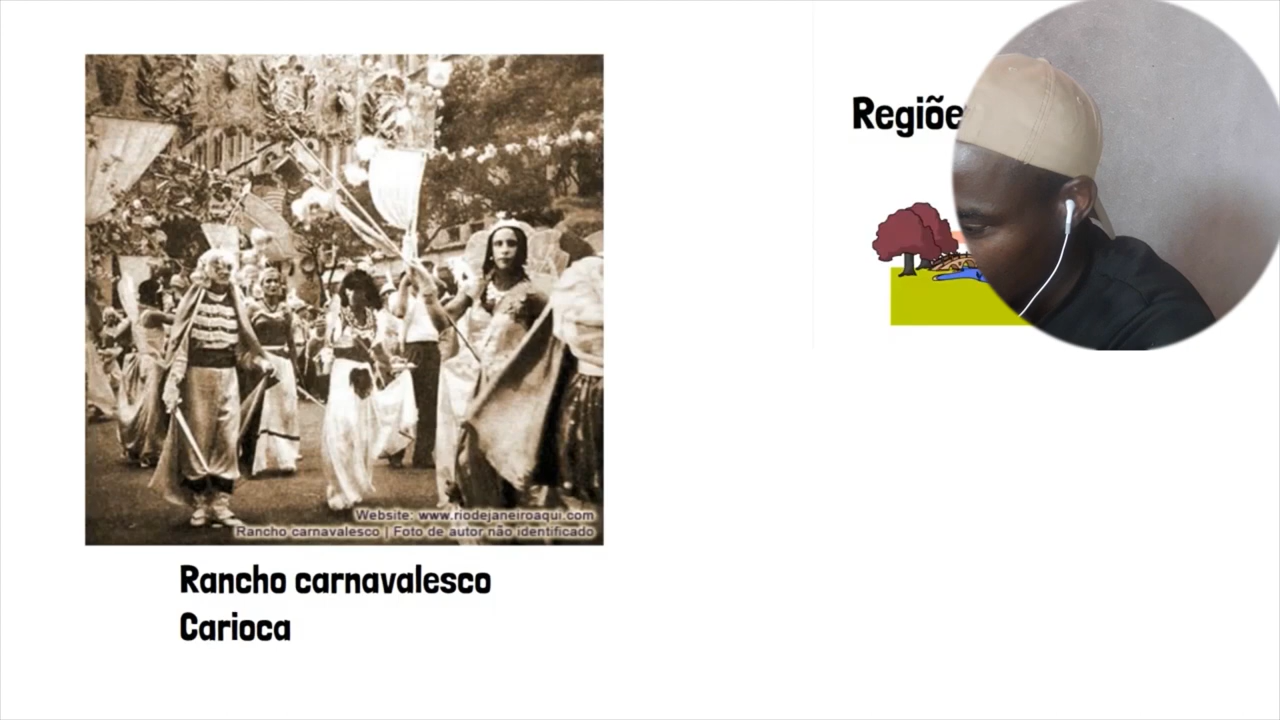 Regiõe
Website: www.riodejaneiroaqui.com
Rancho carnavalesco | Foto de autor não identificado
Rancho carnavalesco
Carioca